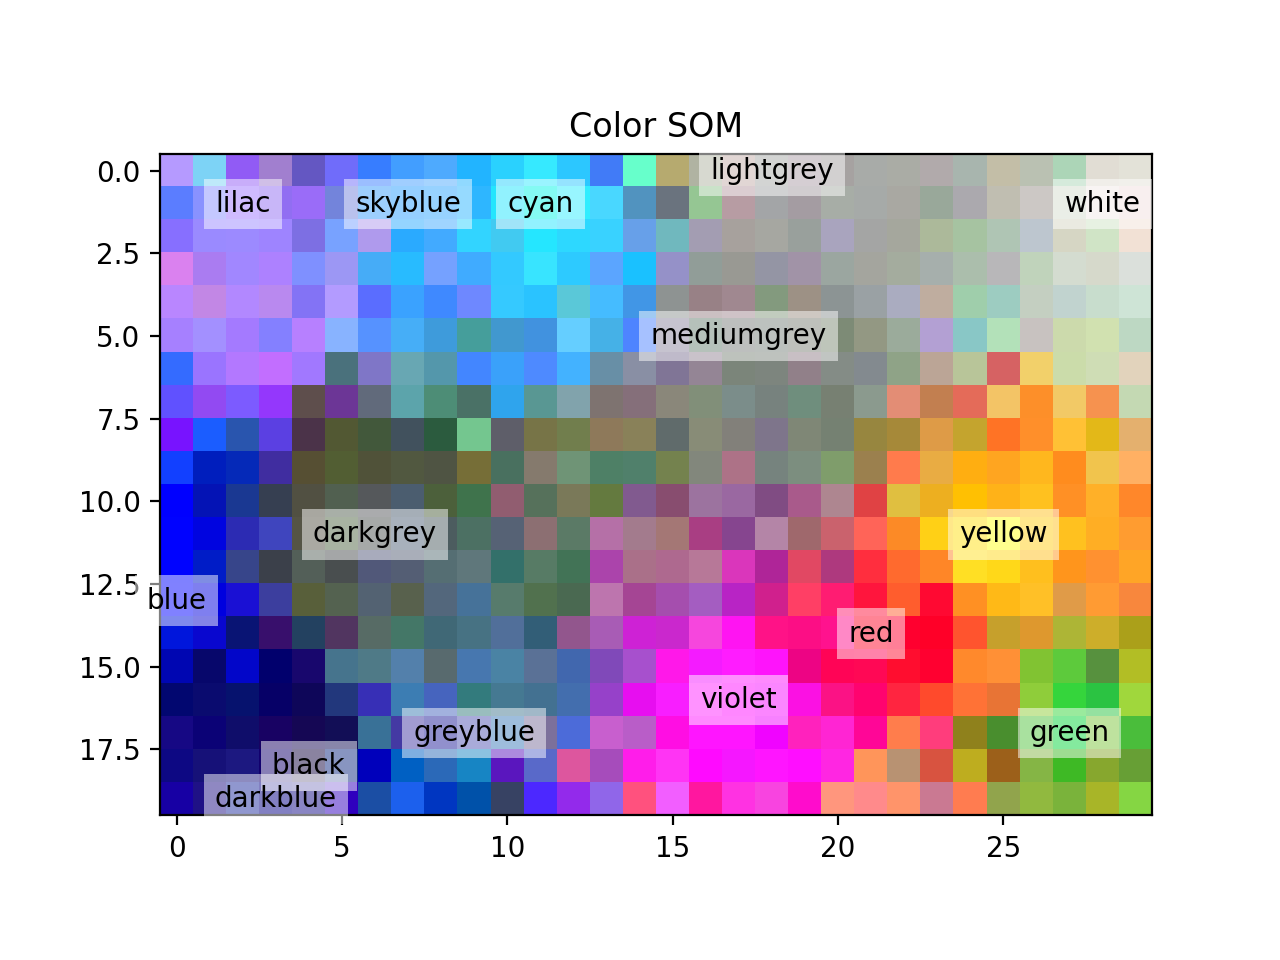 Color SOM
0.0
lightgrey
lilac
skyblue
cyan
white
2.5
5.0
mediumgrey
7.5
10.0
darkgrey
yellow
12.5
blue
red
15.0
violet
greyblue
green
17.5
black
darkblue
0 5 10 15 20 25